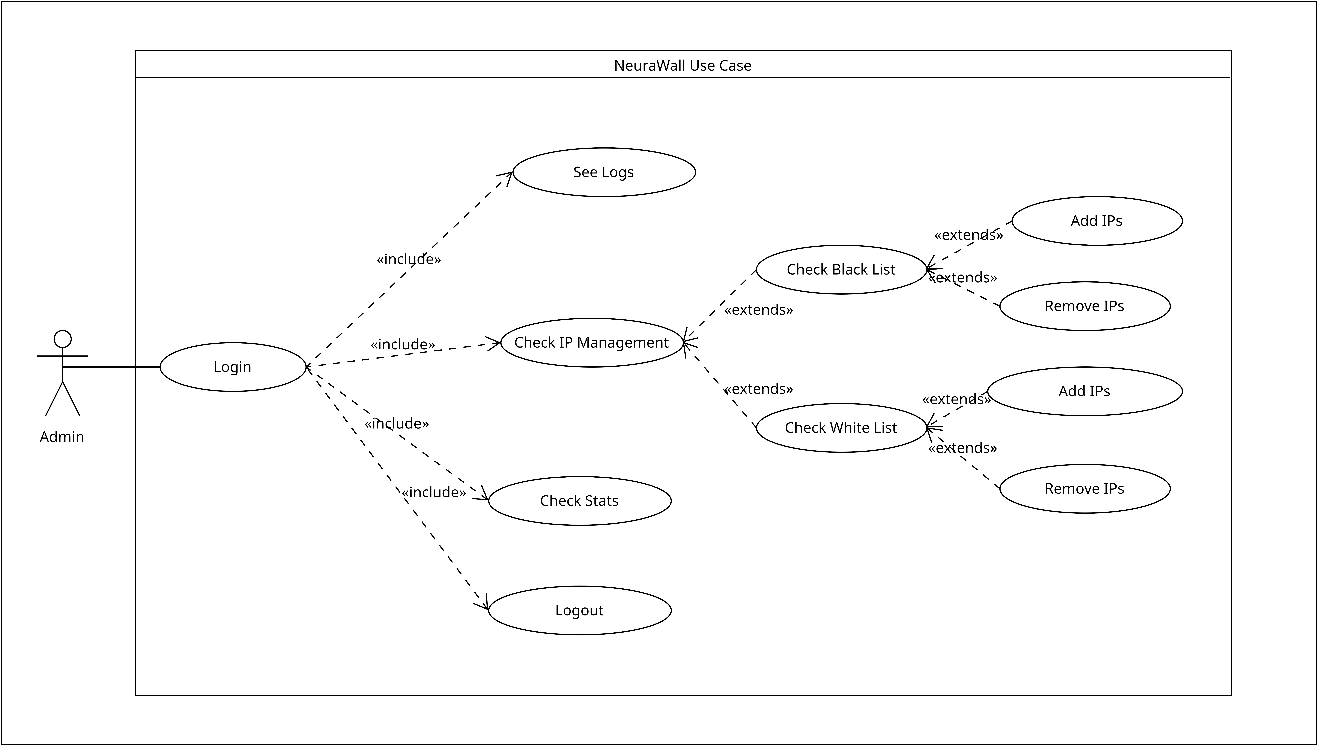 NeuraWall Use Case
See Logs
Add IPs
«extends»
«include»
Check Black List
«extends»
Remove IPs
«extends»
«include»
Check IP Management
Login
«extends»
Add IPs
«extends»
«include»
Check White List
Admin
«extends»
Remove IPs
«include»
Check Stats
Logout